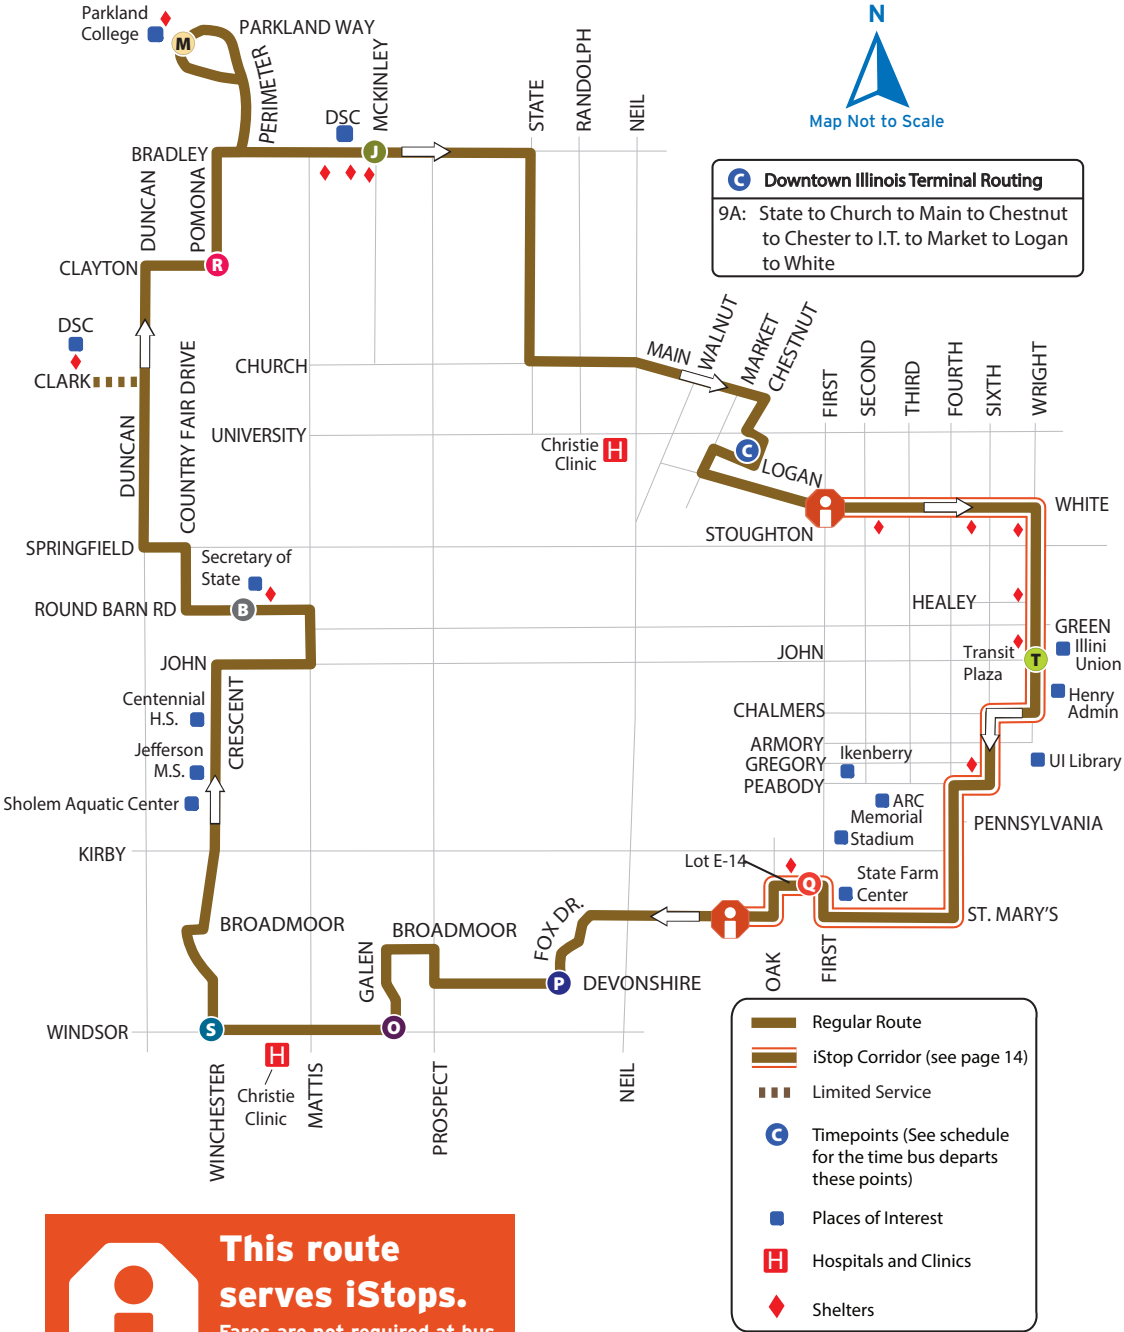 Parkland
College
M
PARKLAND WAY
PERIMETER
MCKINLEY
DSC
STATE
RANDOLPH
NEIL
N
Map Not to Scale
BRADLEY
J
DUNCAN
POMONA
C Downtown Illinois Terminal Routing
9A: State to Church to Main to Chestnut
to Chester to I.T. to Market to Logan
to White
CLAYTON
R
DSC
CLARK
COUNTRY FAIR DRIVE
CHURCH
MAIN
WALNUT
MARKET
CHESTNUT
FIRST
SECOND
THIRD
FOURTH
SIXTH
WRIGHT
DUNCAN
UNIVERSITY
Christie
Clinic
H
C
LOGAN
WHITE
STOUGHTON
SPRINGFIELD
Secretary of
State
ROUND BARN RD
B
HEALEY
GREEN
JOHN
JOHN
Transit
Plaza
T
Illini
Union
CRESCENT
Centennial
H.S.
Henry
Admin
CHALMERS
Jefferson
M.S.
ARMORY
GREGORY
PEABODY
Ikenberry
UI Library
Sholem Aquatic Center
ARC
Memorial
Stadium
PENNSYLVANIA
KIRBY
Lot E-14
Q
State Farm
Center
ST. MARY'S
BROADMOOR
BROADMOOR
FOX DR.
GALEN
P
DEVONSHIRE
OAK
FIRST
WINDSOR
S
O
H
Christie
Clinic
WINCHESTER
MATTIS
PROSPECT
NEIL
Regular Route
iStop Corridor (see page 14)
Limited Service
C
Timepoints (See schedule
for the time bus departs
these points)
Places of Interest
H
Hospitals and Clinics
Shelters
This route
serves iStops.
Fares are not required at bus